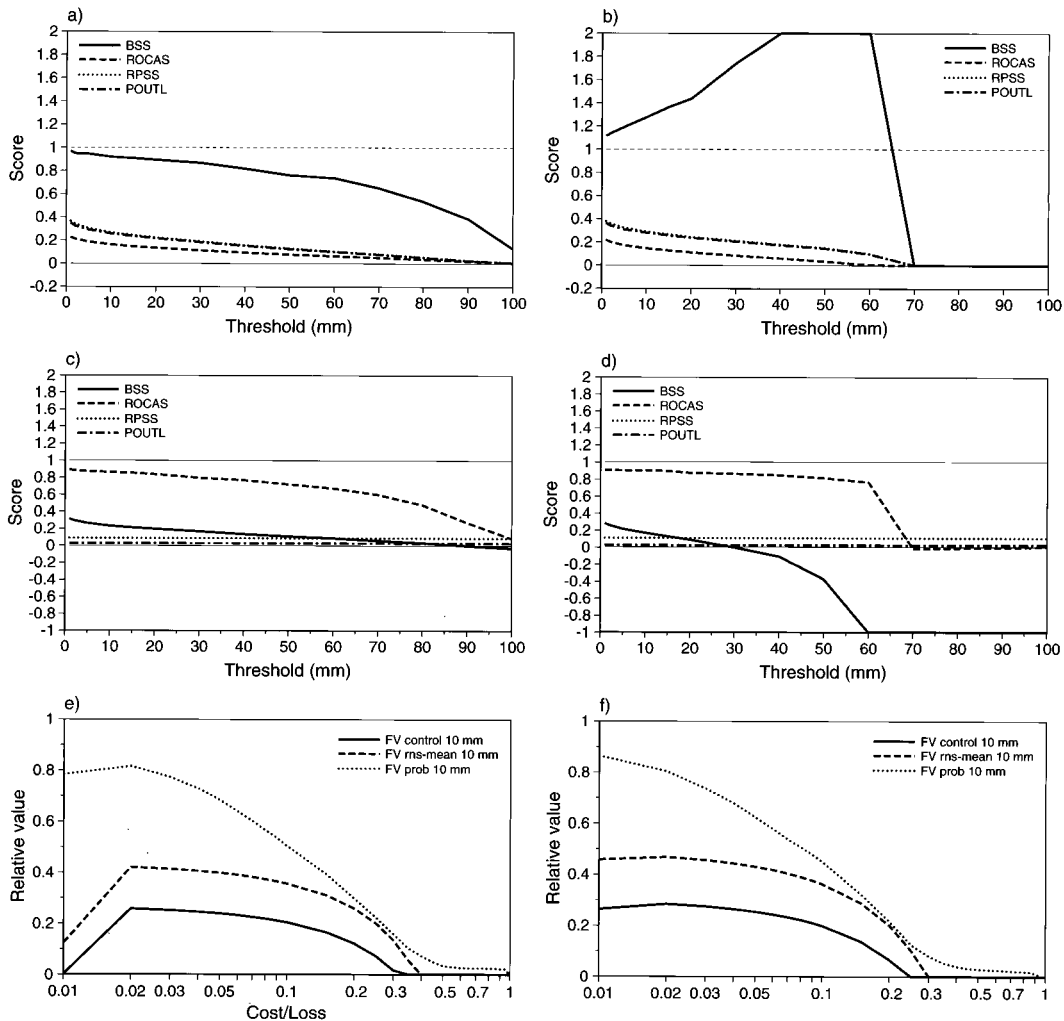 a)
BSS
ROCAS
RPSS
POUTL
2
1.8
1.6
1.4
1.2
1
0.8
0.6
0.4
0.2
0
-0.2
Score
0 10 20 30 40 50 60 70 80 90 100
Threshold (mm)
b)
BSS
ROCAS
RPSS
POUTL
2
1.8
1.6
1.4
1.2
1
0.8
0.6
0.4
0.2
0
-0.2
Score
0 10 20 30 40 50 60 70 80 90 100
Threshold (mm)
c)
BSS
ROCAS
RPSS
POUTL
2
1.8
1.6
1.4
1.2
1
0.8
0.6
0.4
0.2
0
-0.2
-0.4
-0.6
-0.8
-1
Score
0 10 20 30 40 50 60 70 80 90 100
Threshold (mm)
d)
BSS
ROCAS
RPSS
POUTL
2
1.8
1.6
1.4
1.2
1
0.8
0.6
0.4
0.2
0
-0.2
-0.4
-0.6
-0.8
-1
Score
0 10 20 30 40 50 60 70 80 90 100
Threshold (mm)
e)
FV control 10 mm
FV rns-mean 10 mm
FV prob 10 mm
1
0.8
0.6
0.4
0.2
0
Relative value
0.01 0.02 0.03 0.05 0.1 0.2 0.3 0.5 0.7 1
Cost/Loss
f)
FV control 10 mm
FV rns-mean 10 mm
FV prob 10 mm
1
0.8
0.6
0.4
0.2
0
Relative value
0.01 0.02 0.03 0.05 0.1 0.2 0.3 0.5 0.7 1